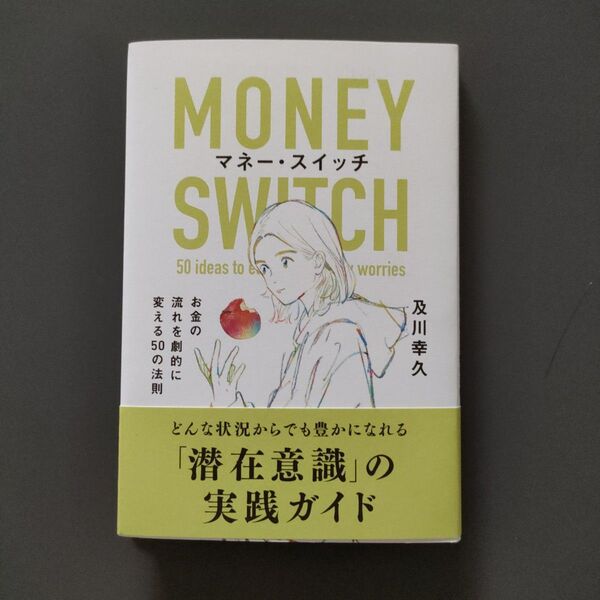 MONEY
マネー・スイッチ
SWITCH
50 ideas to
worries
お金の
流れを劇的に
変える50の法則
及川幸久
どんな状況からでも豊かになれる
「潜在意識」の
実践ガイド